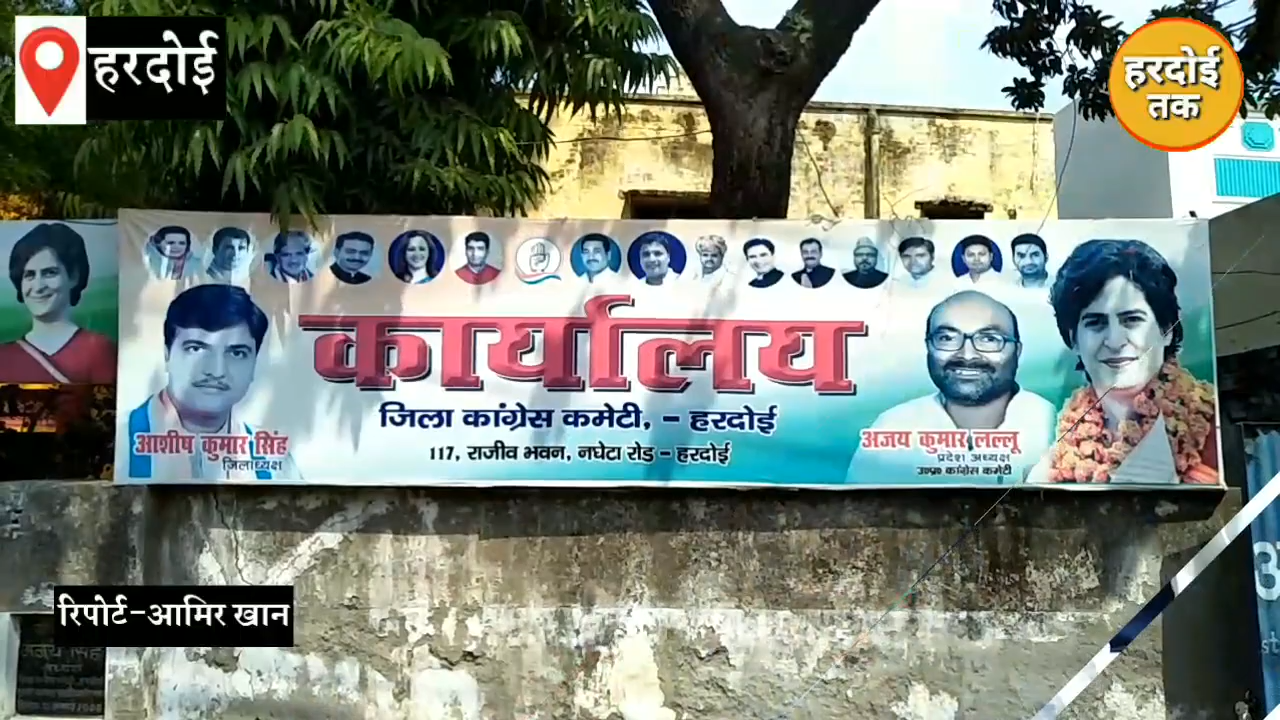 हरदोई
हरदोई
तक
कार्यालय
जिला कांग्रेस कमेटी, - हरदोई
117, राजीव भवन, नघेटा रोड - हरदोई
आशीष कुमार सिंह
जिलाध्यक्ष
अजय कुमार लल्लू
प्रदेश अध्यक्ष
उ०प्र० कांग्रेस कमेटी
रिपोर्ट-आमिर खान
अजय सिंह